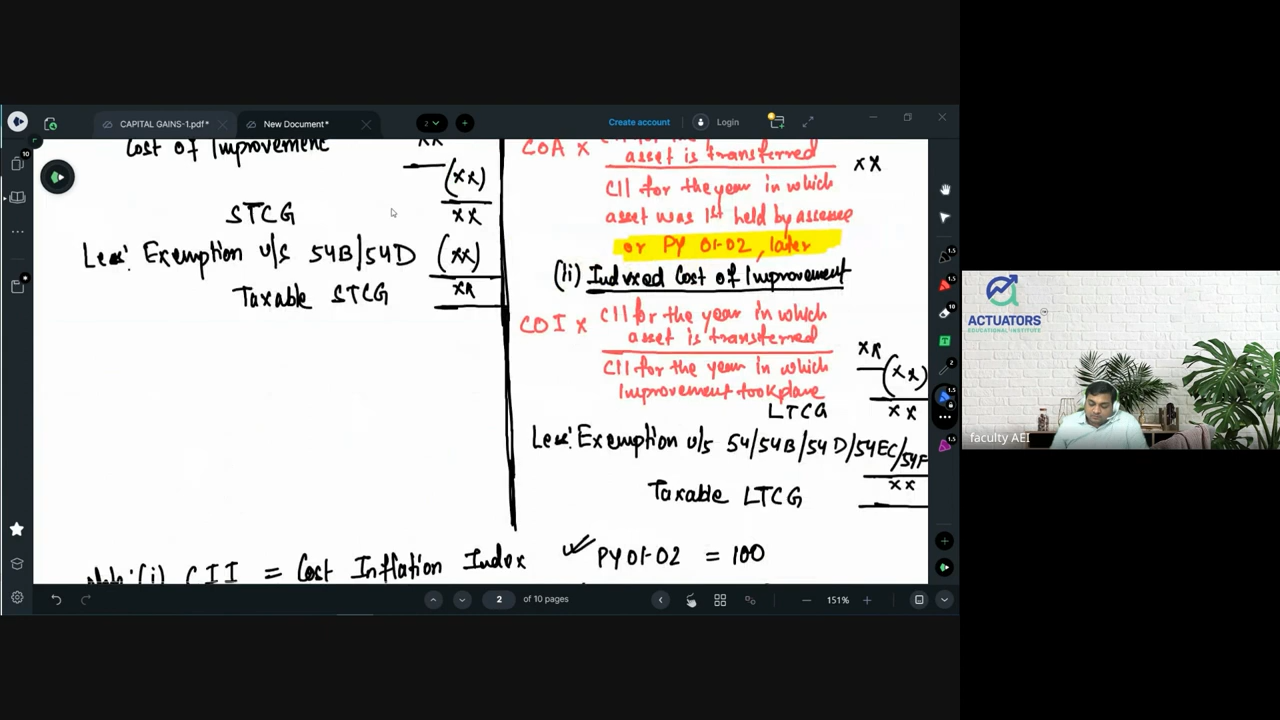 CAPITAL GAINS-1.pdf*
New Document*
2
Create account
Login
Cost of Improvement
XX
(XX)
STCG
XX
Less: Exemption u/s 54B/54D
(XX)
Taxable STCG
XX
COA ×
asset is transferred
XX
CII for the year in which
asset was 1st held by assessee
or PY 01-02, later
(ii) Indexed Cost of Improvement
COI ×
CII for the year in which
asset is transferred
CII for the year in which
Improvement took place
XX
(XX)
LTCG
XX
Less: Exemption u/s 54/54B/54D/54EC/54F
XX
Taxable LTCG
Note: (i) CII = Cost Inflation Index
PY 01-02 = 100
2
of 10 pages
151%
ACTUATORS
EDUCATIONAL INSTITUTE
faculty AEI